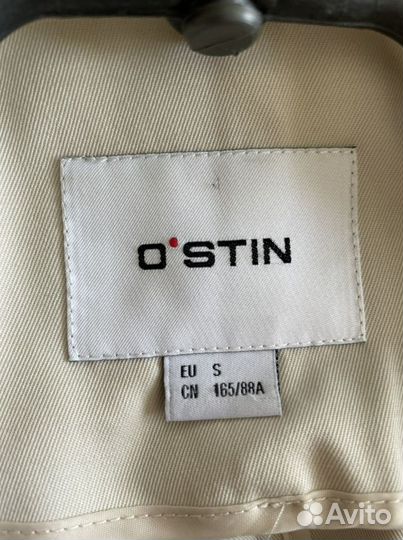 O'STIN
EU S
CN 165/88A
Avito